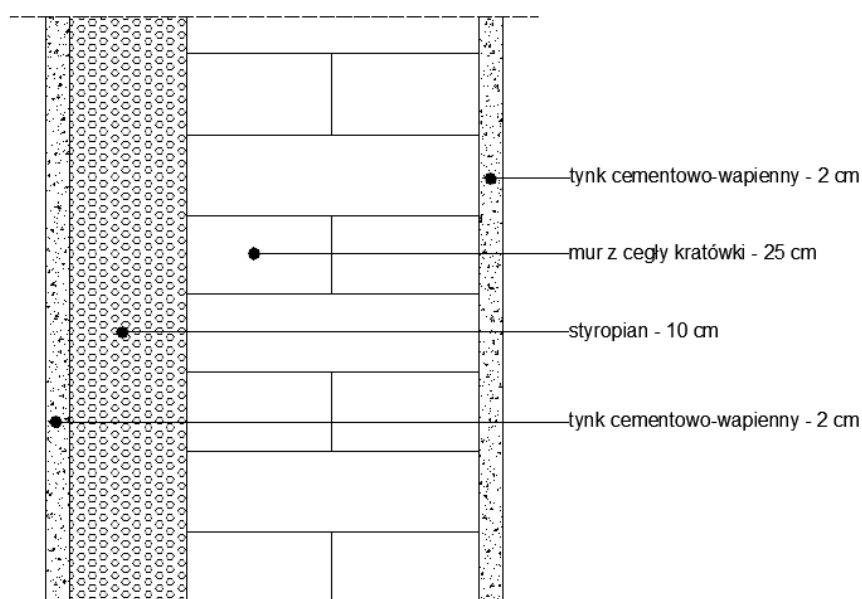 tynk cementowo-wapienny - 2 cm
mur z cegły kratówki - 25 cm
styropian - 10 cm
tynk cementowo-wapienny - 2 cm